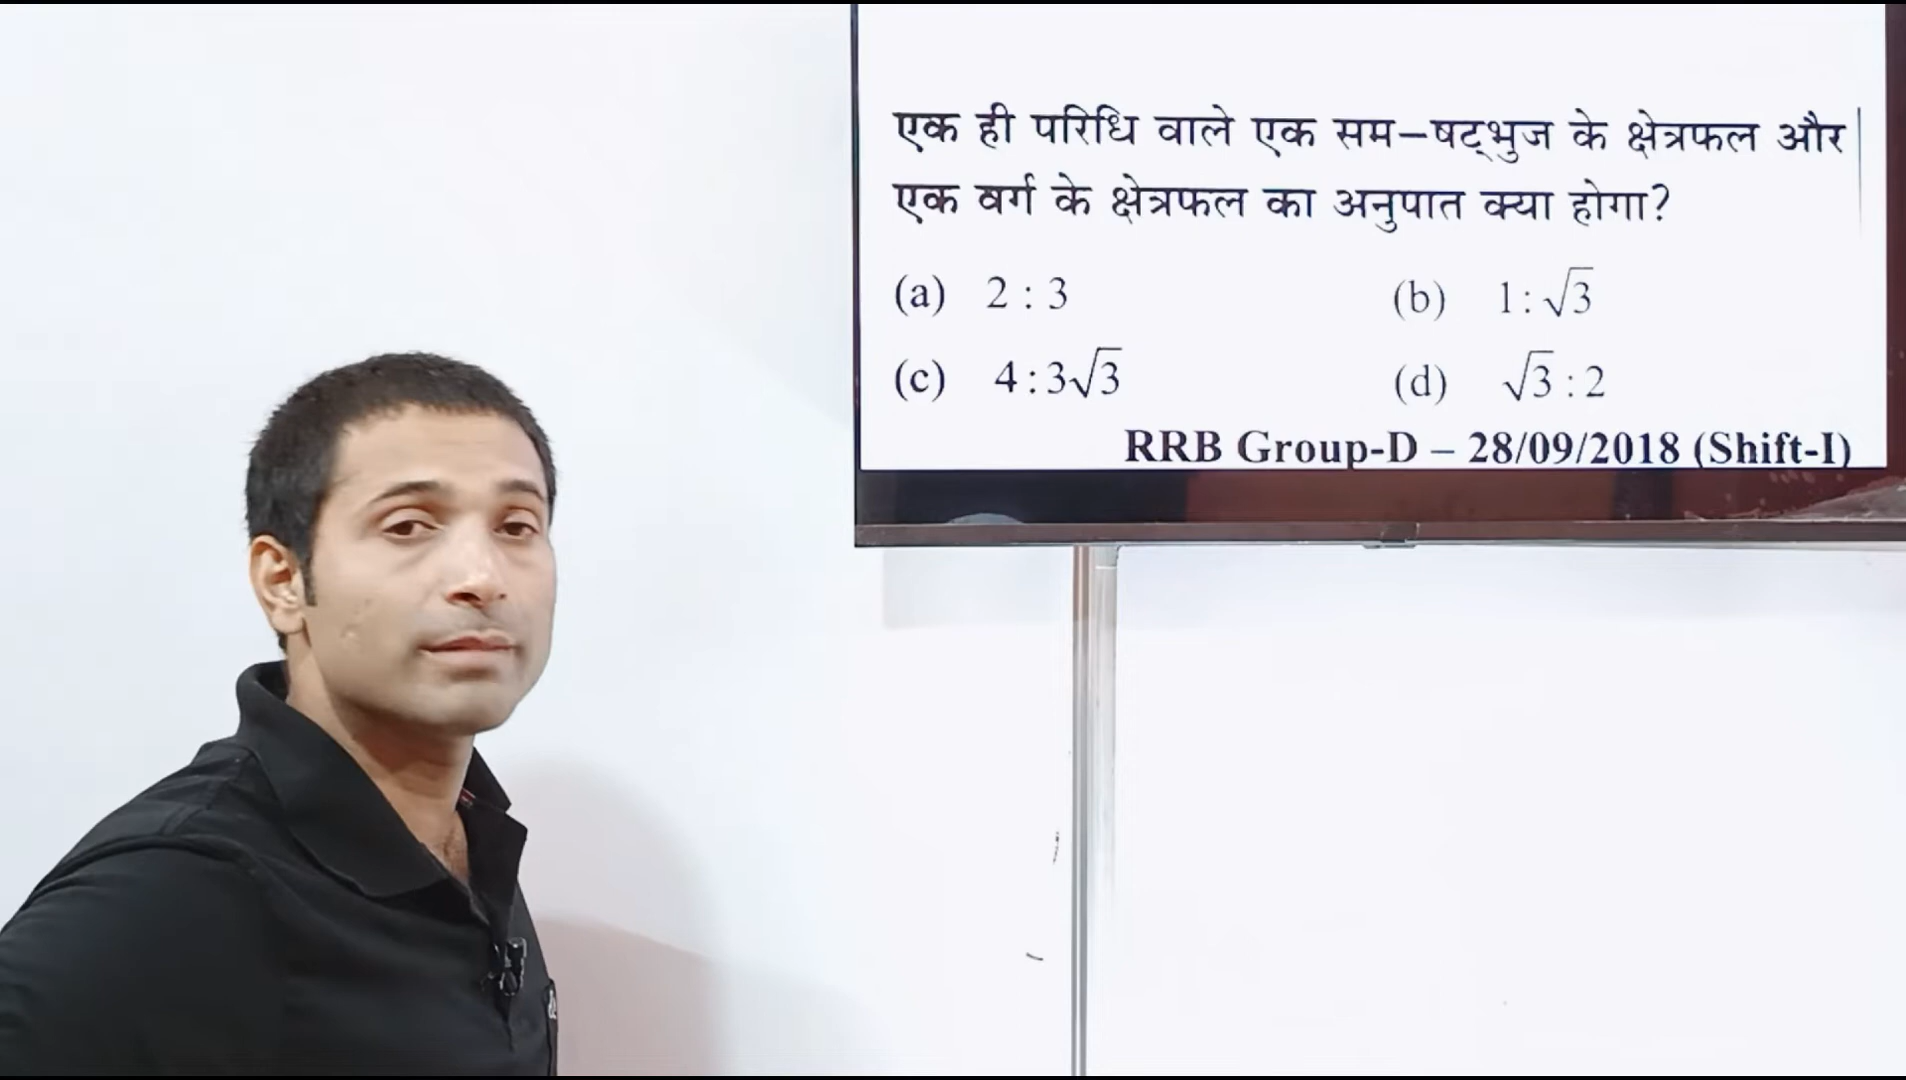 एक ही परिधि वाले एक सम–षट्भुज के क्षेत्रफल और
एक वर्ग के क्षेत्रफल का अनुपात क्या होगा?
(a) 2 : 3 (b) 1 : √3
(c) 4 : 3√3 (d) √3 : 2
RRB Group-D – 28/09/2018 (Shift-I)